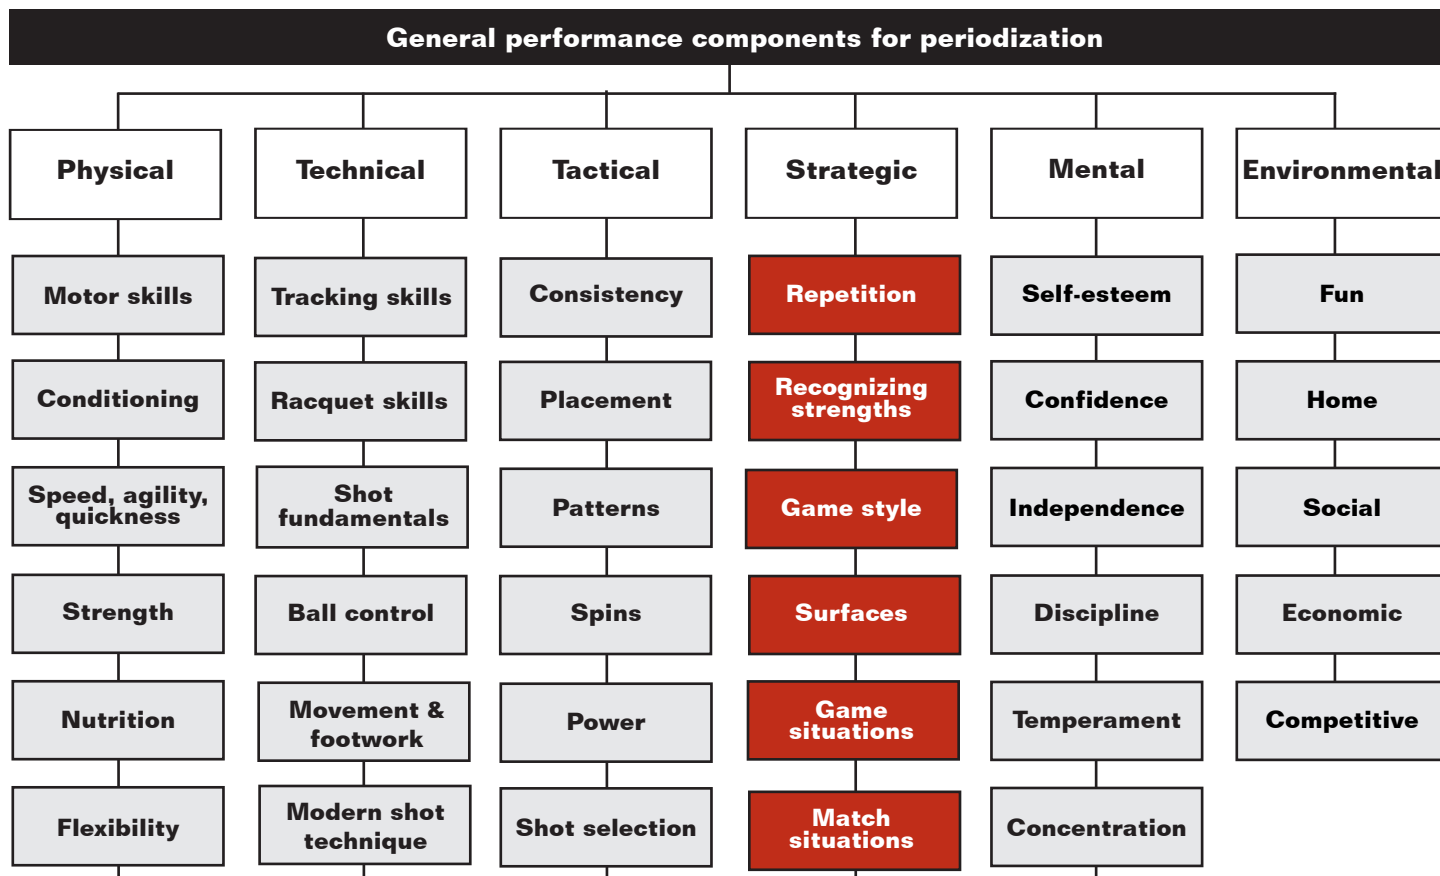 General performance components for periodization
Physical
Technical
Tactical
Strategic
Mental
Environmental
Motor skills
Tracking skills
Consistency
Repetition
Self-esteem
Fun
Conditioning
Racquet skills
Placement
Recognizing
strengths
Confidence
Home
Speed, agility,
quickness
Shot
fundamentals
Patterns
Game style
Independence
Social
Strength
Ball control
Spins
Surfaces
Discipline
Economic
Nutrition
Movement &
footwork
Power
Game
situations
Temperament
Competitive
Flexibility
Modern shot
technique
Shot selection
Match
situations
Concentration